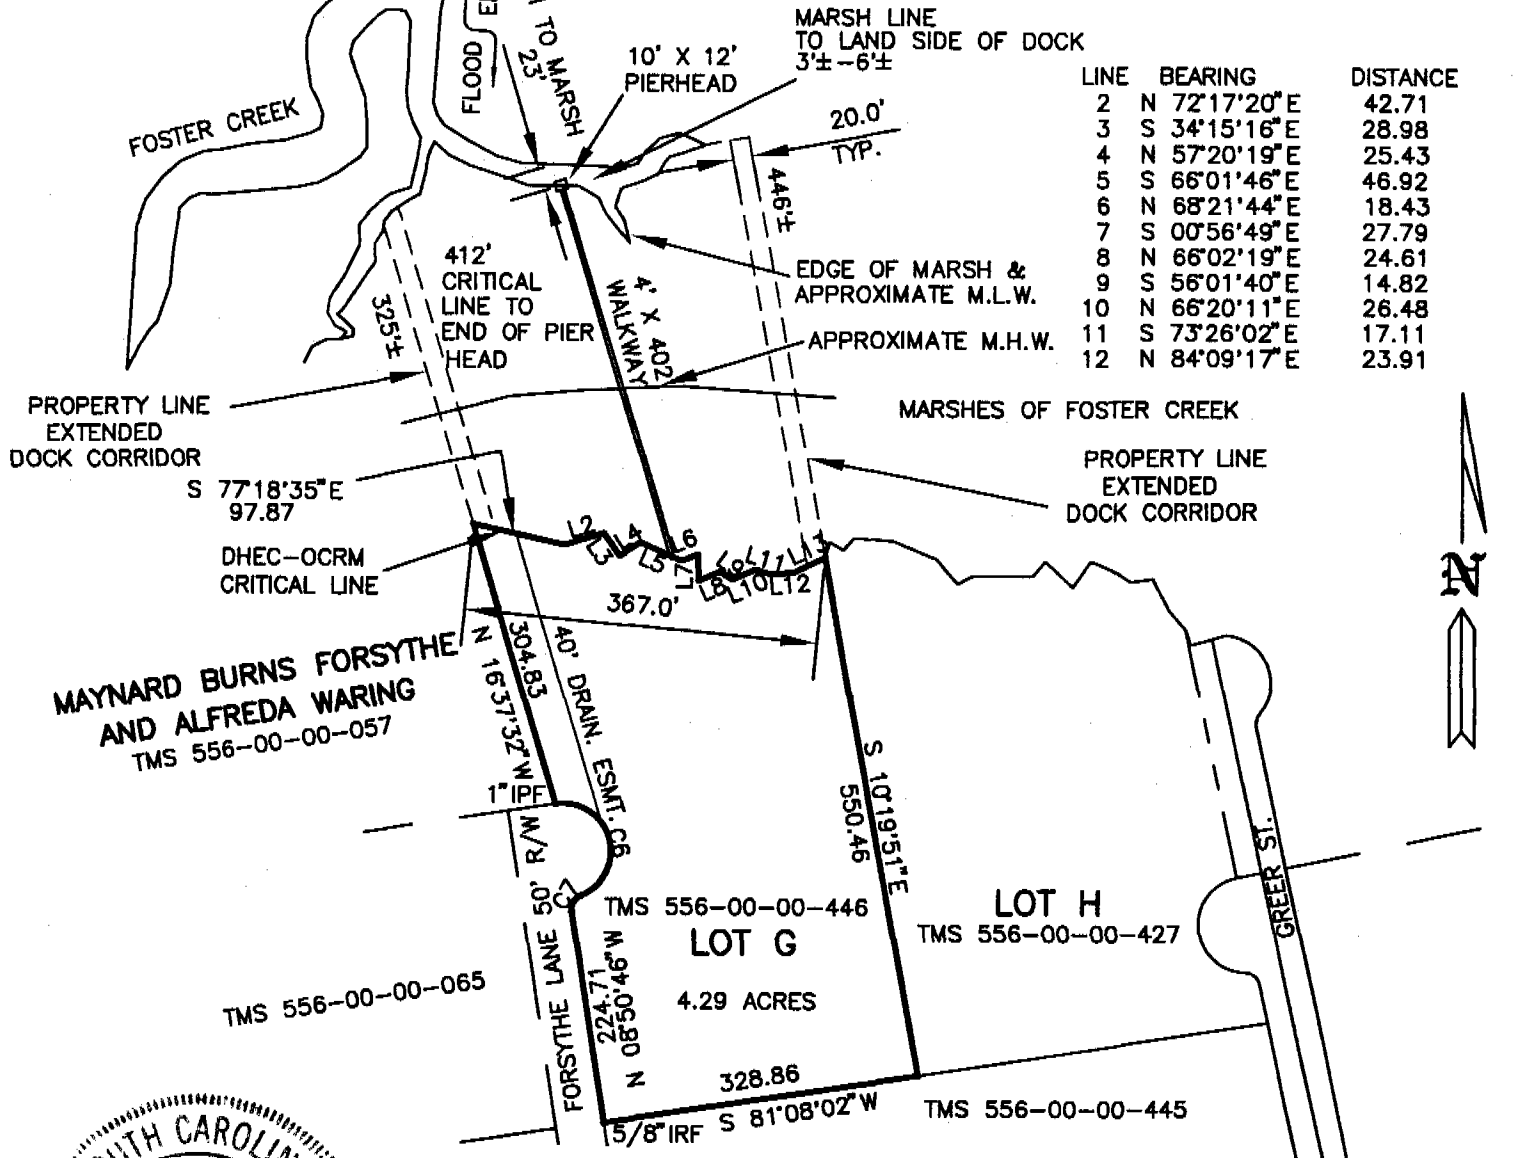 FLOOD
TO MARSH
23'
10' X 12'
PIERHEAD
MARSH LINE
TO LAND SIDE OF DOCK
3'±-6'±
FOSTER CREEK
20.0'
TYP.
446'±
LINE BEARING DISTANCE
2 N 72°17'20"E 42.71
3 S 34°15'16"E 28.98
4 N 57°20'19"E 25.43
5 S 66°01'46"E 46.92
6 N 68°21'44"E 18.43
7 S 00°56'49"E 27.79
8 N 66°02'19"E 24.61
9 S 56°01'40"E 14.82
10 N 66°20'11"E 26.48
11 S 73°26'02"E 17.11
12 N 84°09'17"E 23.91
412'
CRITICAL
LINE TO
END OF PIER
HEAD
325'±
4' X 402'
WALKWAY
EDGE OF MARSH &
APPROXIMATE M.L.W.
APPROXIMATE M.H.W.
MARSHES OF FOSTER CREEK
PROPERTY LINE
EXTENDED
DOCK CORRIDOR
PROPERTY LINE
EXTENDED
DOCK CORRIDOR
S 77°18'35"E
97.87
DHEC-OCRM
CRITICAL LINE
L2
L3
L4
L5
L6
L7
L8
L9
L10
L11
L12
L13
367.0'
N
MAYNARD BURNS FORSYTHE
AND ALFREDA WARING
TMS 556-00-00-057
304.83
N 16°37'32"W
40' DRAIN. ESMT.
1" IPF
C6
C7
S 10°19'51"E
550.46
TMS 556-00-00-446
LOT G
4.29 ACRES
LOT H
TMS 556-00-00-427
GREER ST.
TMS 556-00-00-065
FORSYTHE LANE 50' R/W
224.71
N 08°50'46"W
328.86
S 81°08'02"W
5/8" IRF
TMS 556-00-00-445
CAROLIN